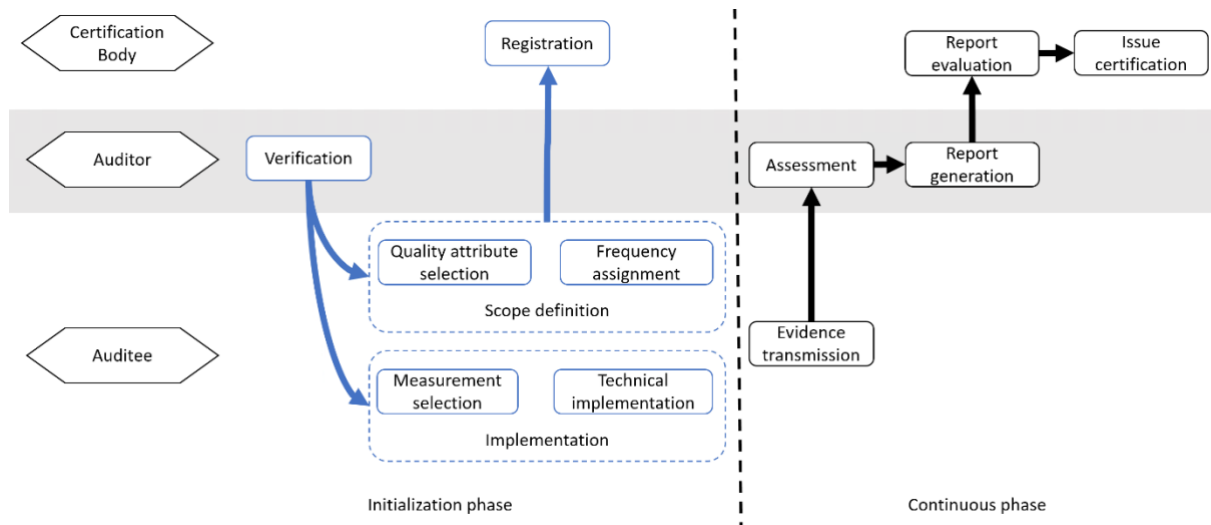 Certification
Body
Registration
Report
evaluation
Issue
certification
Auditor
Verification
Assessment
Report
generation
Quality attribute
selection
Frequency
assignment
Scope definition
Auditee
Evidence
transmission
Measurement
selection
Technical
implementation
Implementation
Initialization phase
Continuous phase